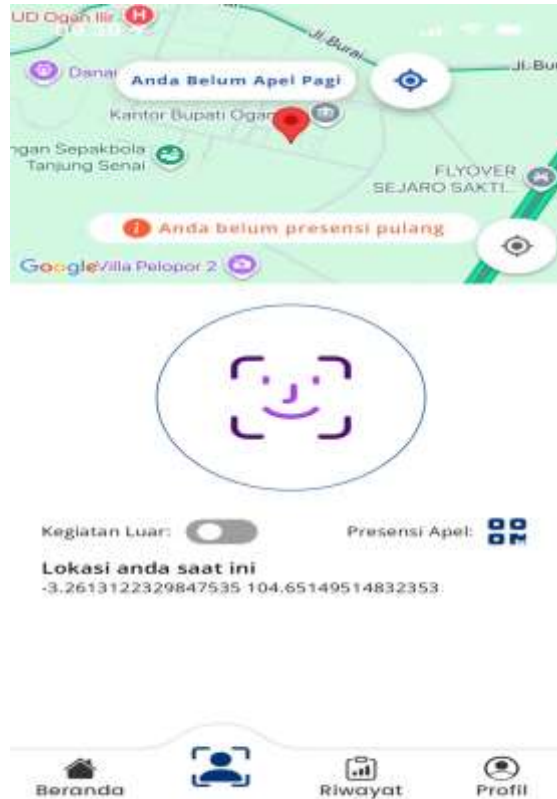 UD Ogan Ilir
Jl. Burai
Danau
Anda Belum Apel Pagi
Jl. Bu
Kantor Bupati Ogan
ngan Sepakbola
Tanjung Senai
FLYOVER
SEJARO SAKTI...
Anda belum presensi pulang
Google
Villa Pelopor 2
Kegiatan Luar:
Presensi Apel:
Lokasi anda saat ini
-3.2613122329847535 104.65149514832353
Beranda
Riwayat
Profil